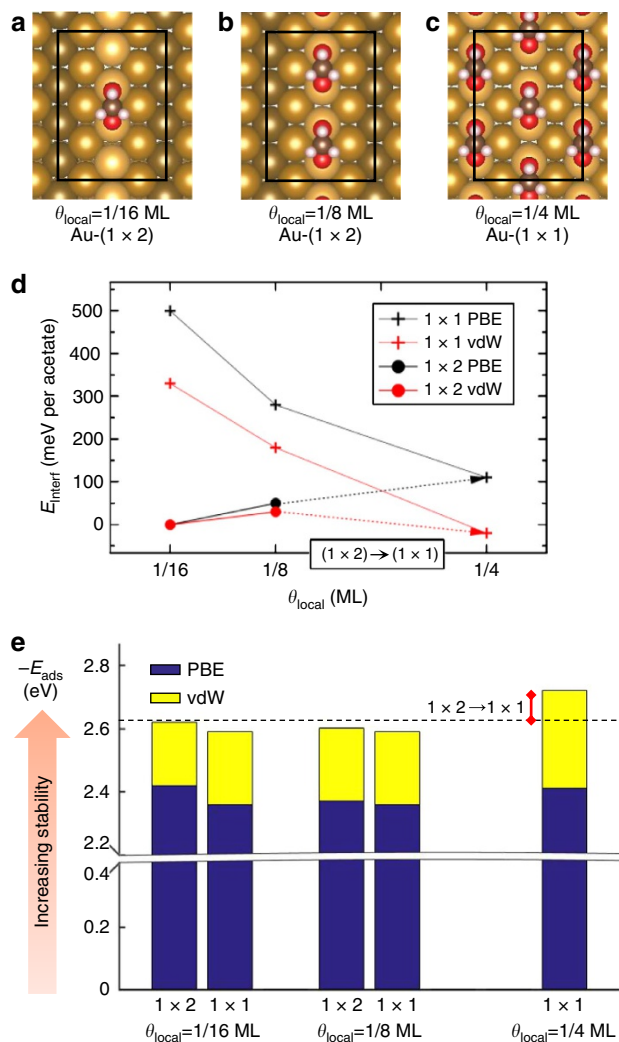 a
b
c
θlocal=1/16 ML
Au-(1 × 2)
θlocal=1/8 ML
Au-(1 × 2)
θlocal=1/4 ML
Au-(1 × 1)
d
500
400
300
200
100
0
Einterf (meV per acetate)
1 × 1 PBE
1 × 1 vdW
1 × 2 PBE
1 × 2 vdW
(1 × 2)→(1 × 1)
1/16
1/8
1/4
θlocal (ML)
e
–Eads
(eV)
Increasing stability
2.8
2.6
2.4
2.2
0.4
0.2
0
PBE
vdW
1 × 2→1 × 1
1 × 2
1 × 1
1 × 2
1 × 1
1 × 1
θlocal=1/16 ML
θlocal=1/8 ML
θlocal=1/4 ML